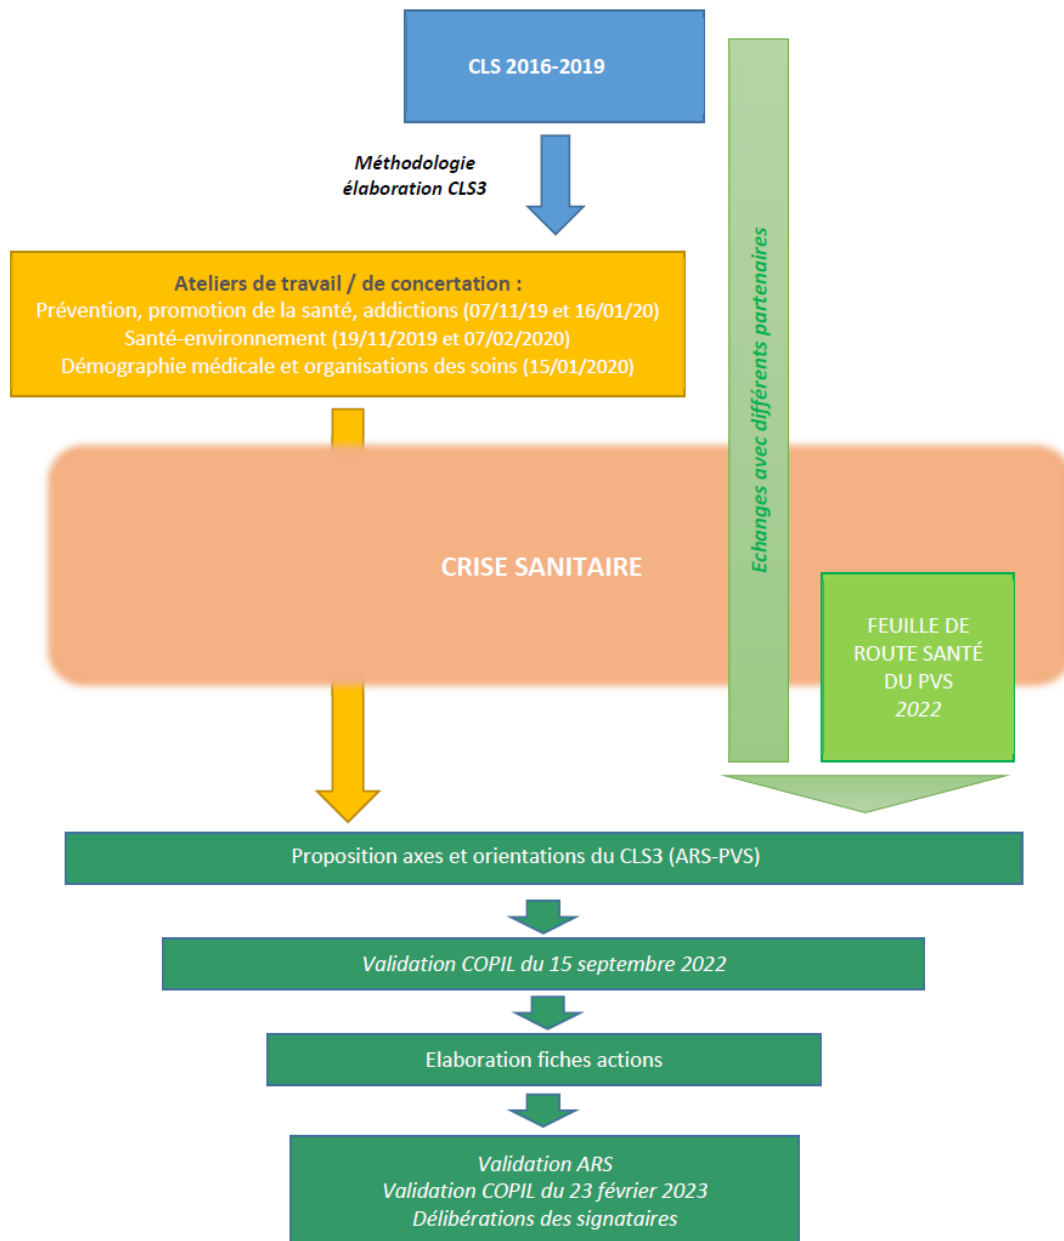 CLS 2016-2019
Méthodologie
élaboration CLS3
Ateliers de travail / de concertation :
Prévention, promotion de la santé, addictions (07/11/19 et 16/01/20)
Santé-environnement (19/11/2019 et 07/02/2020)
Démographie médicale et organisations des soins (15/01/2020)
Echanges avec différents partenaires
CRISE SANITAIRE
FEUILLE DE
ROUTE SANTÉ
DU PVS
2022
Proposition axes et orientations du CLS3 (ARS-PVS)
Validation COPIL du 15 septembre 2022
Elaboration fiches actions
Validation ARS
Validation COPIL du 23 février 2023
Délibérations des signataires